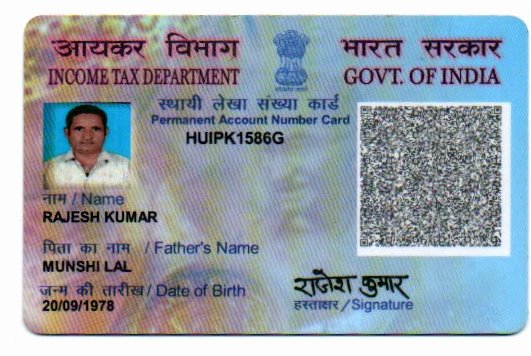 आयकर विभाग
INCOME TAX DEPARTMENT
भारत सरकार
GOVT. OF INDIA
स्थायी लेखा संख्या कार्ड
Permanent Account Number Card
HUIPK1586G
नाम / Name
RAJESH KUMAR
पिता का नाम / Father's Name
MUNSHI LAL
जन्म की तारीख / Date of Birth
20/09/1978
राजेश कुमार
हस्ताक्षर / Signature